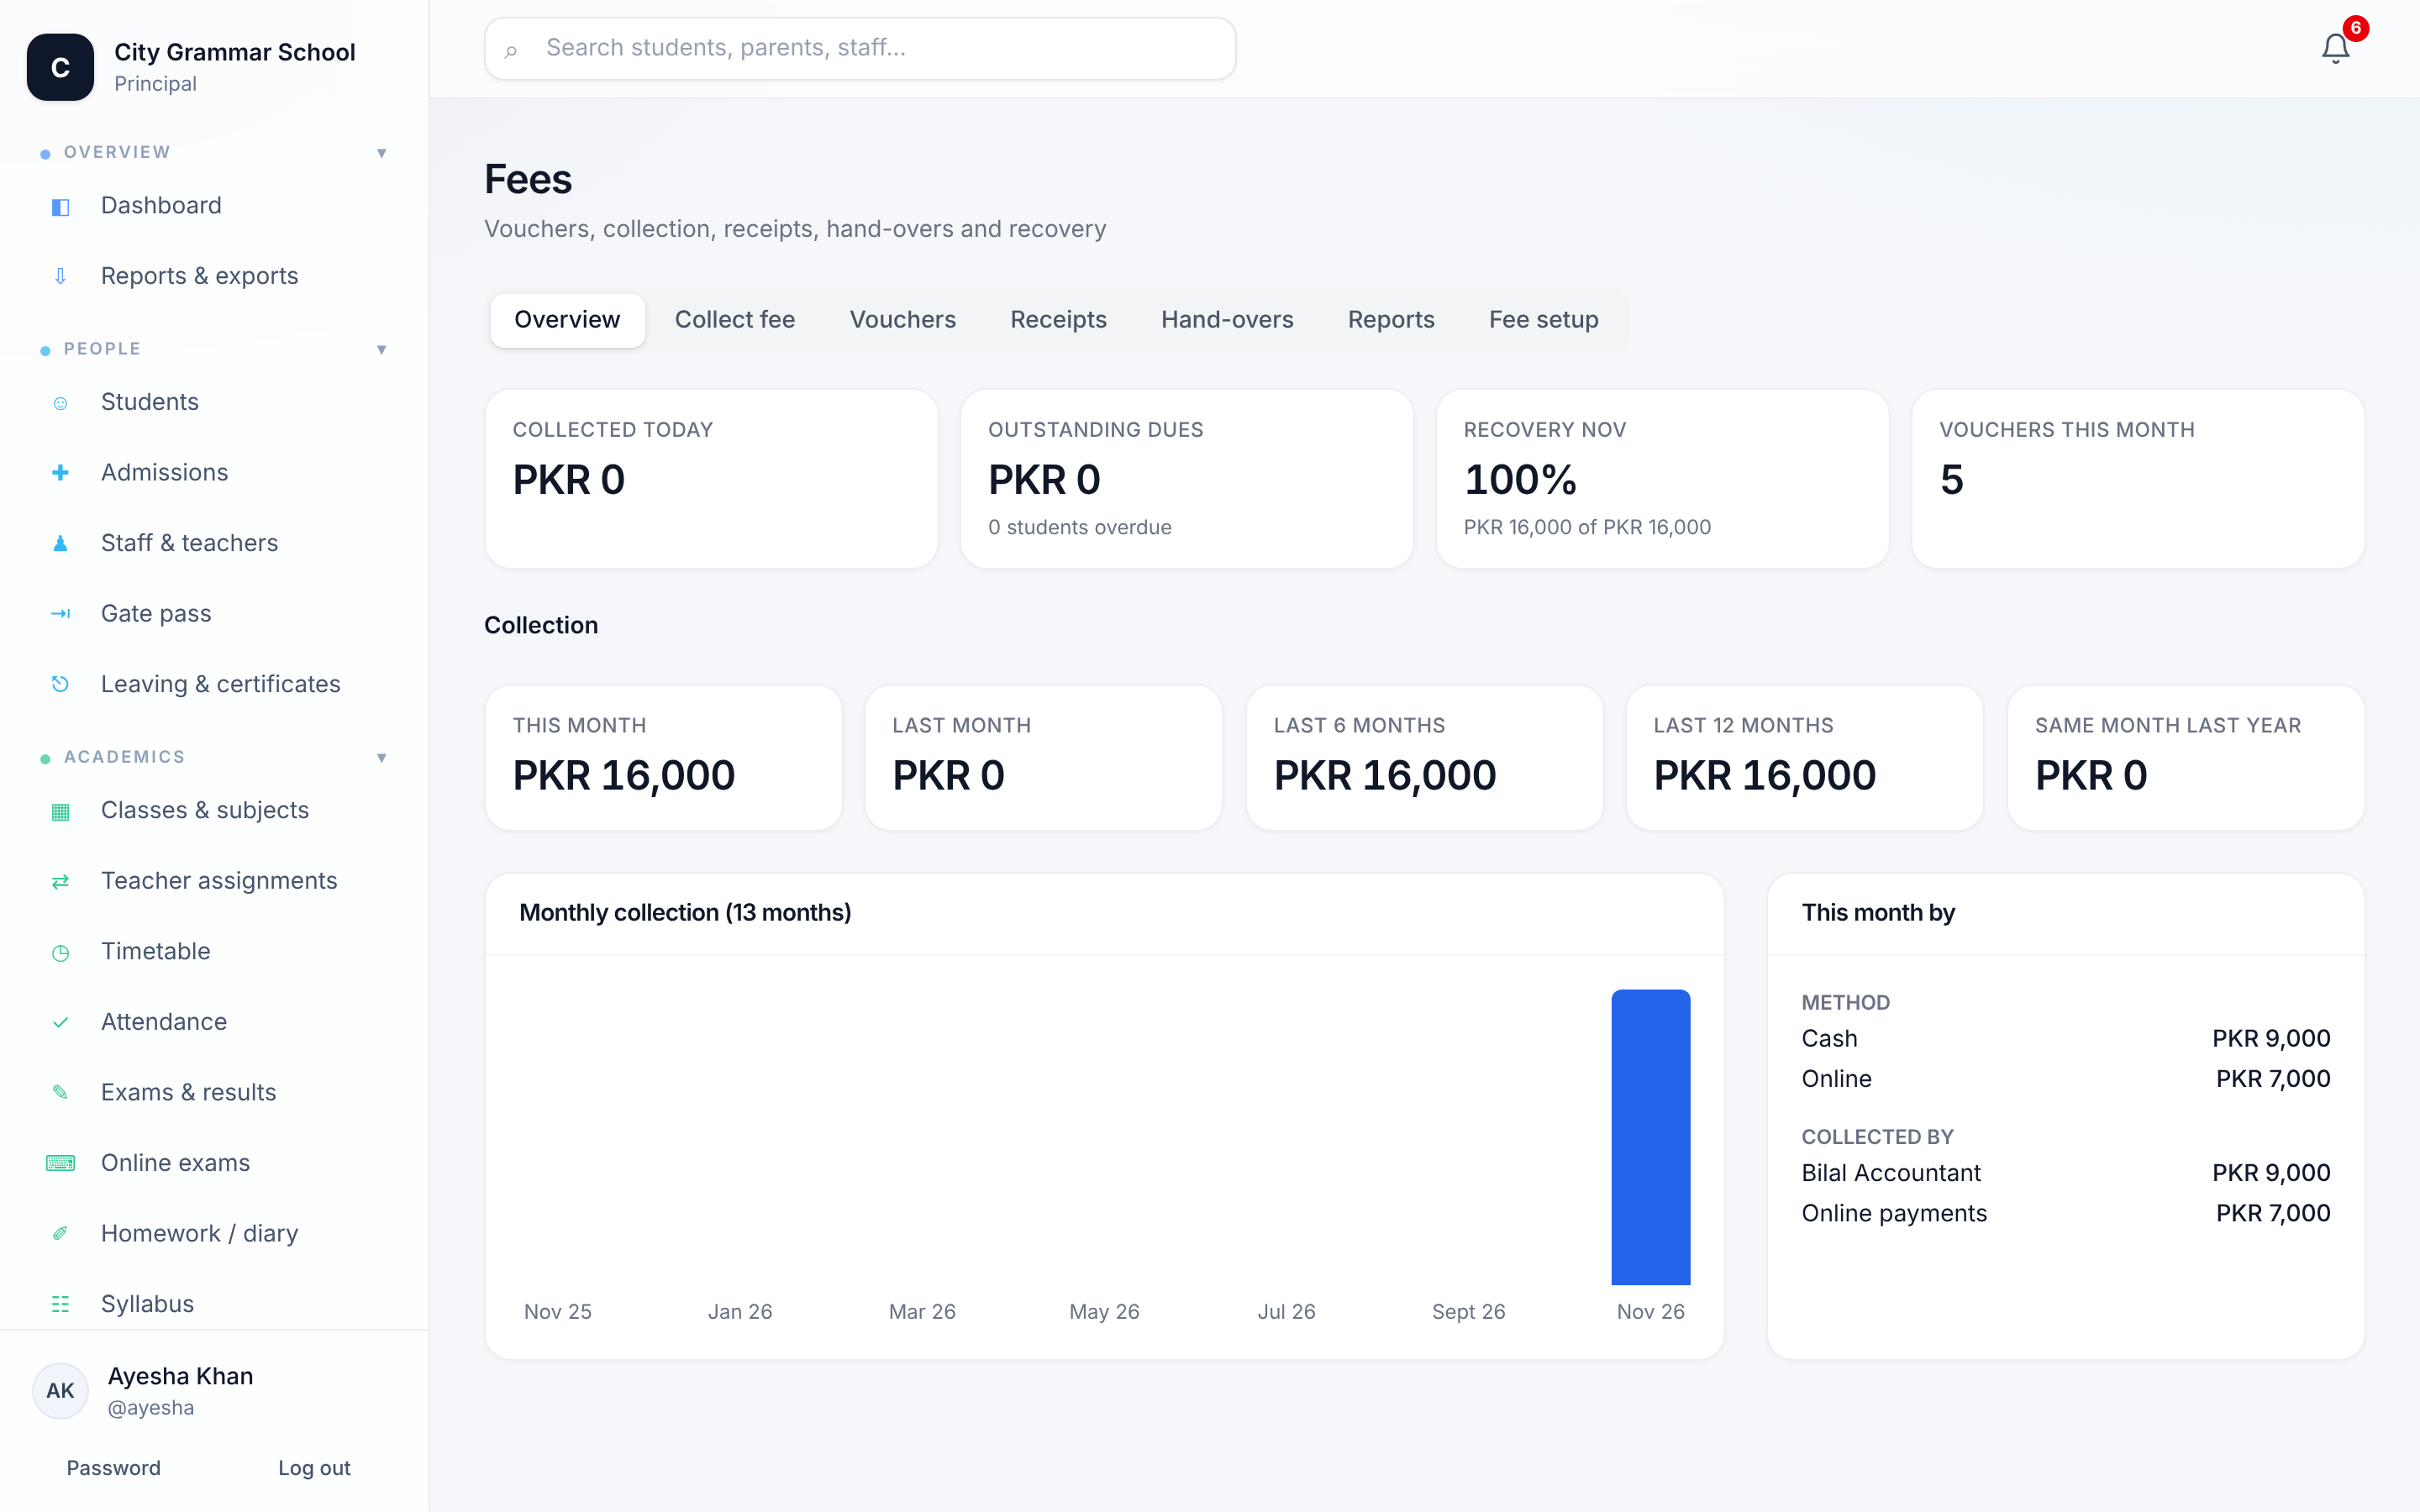 C
City Grammar School
Principal
OVERVIEW
Dashboard
Reports & exports
PEOPLE
Students
Admissions
Staff & teachers
Gate pass
Leaving & certificates
ACADEMICS
Classes & subjects
Teacher assignments
Timetable
Attendance
Exams & results
Online exams
Homework / diary
Syllabus
AK
Ayesha Khan
@ayesha
Password Log out
Search students, parents, staff...
6
Fees
Vouchers, collection, receipts, hand-overs and recovery
Overview Collect fee Vouchers Receipts Hand-overs Reports Fee setup
COLLECTED TODAY
PKR 0
OUTSTANDING DUES
PKR 0
0 students overdue
RECOVERY NOV
100%
PKR 16,000 of PKR 16,000
VOUCHERS THIS MONTH
5
Collection
THIS MONTH
PKR 16,000
LAST MONTH
PKR 0
LAST 6 MONTHS
PKR 16,000
LAST 12 MONTHS
PKR 16,000
SAME MONTH LAST YEAR
PKR 0
Monthly collection (13 months)
Nov 25 Jan 26 Mar 26 May 26 Jul 26 Sept 26 Nov 26
This month by
METHOD
Cash PKR 9,000
Online PKR 7,000
COLLECTED BY
Bilal Accountant PKR 9,000
Online payments PKR 7,000